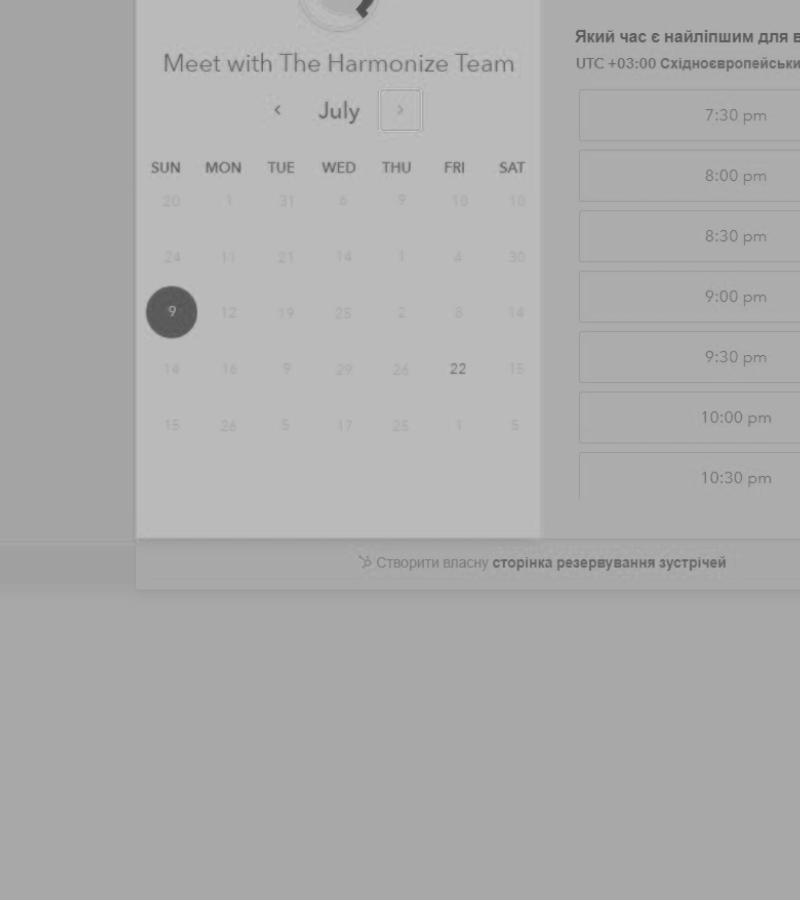 Meet with The Harmonize Team
July
SUN MON TUE WED THU FRI SAT
20 1 31 6 9 10 10
24 11 21 14 1 4 30
9 12 19 25 2 8 14
14 16 9 29 26 22 15
15 26 5 17 25 1 5
Який час є найліпшим для
UTC +03:00
7:30 pm
8:00 pm
8:30 pm
9:00 pm
9:30 pm
10:00 pm
10:30 pm
Створити власну сторінка резервування зустрічей